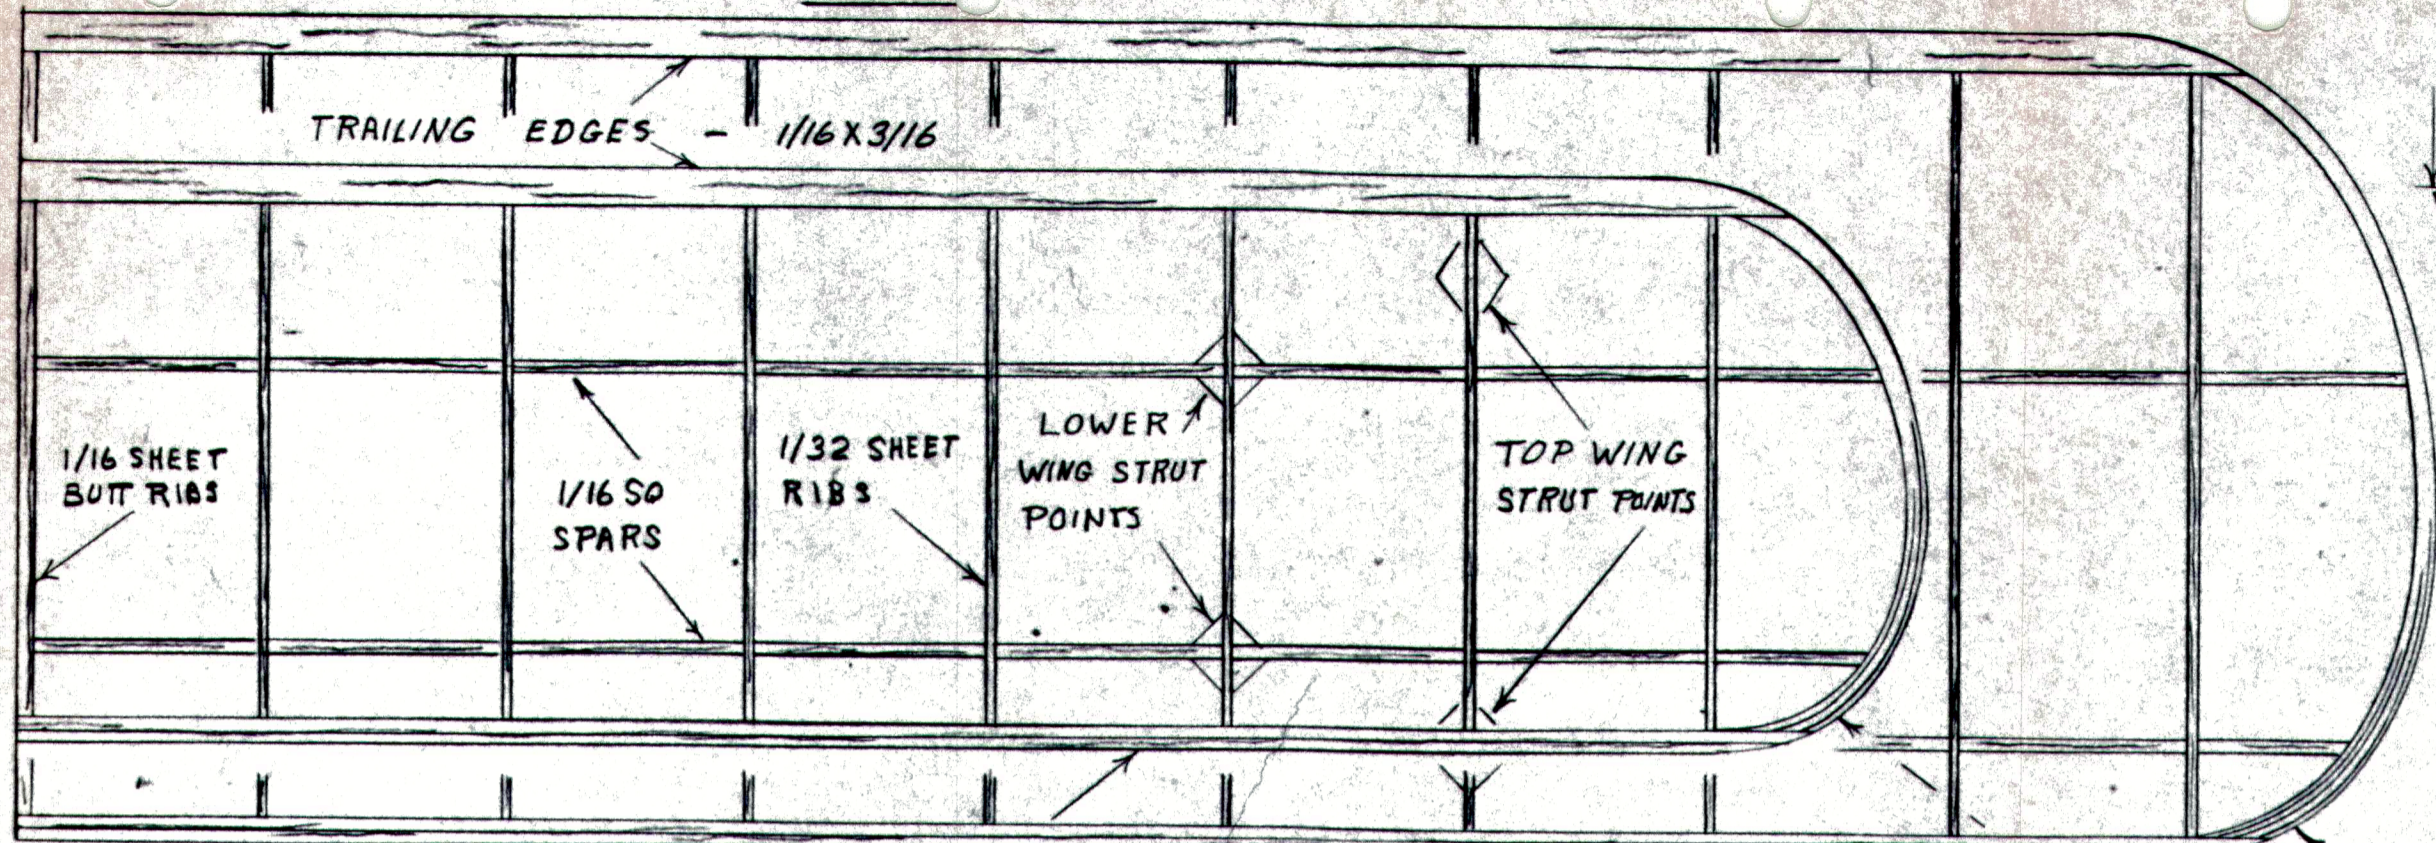 TRAILING EDGES - 1/16 X 3/16
1/16 SHEET
BUTT RIBS
1/16 SQ
SPARS
1/32 SHEET
RIBS
LOWER
WING STRUT
POINTS
TOP WING
STRUT POINTS